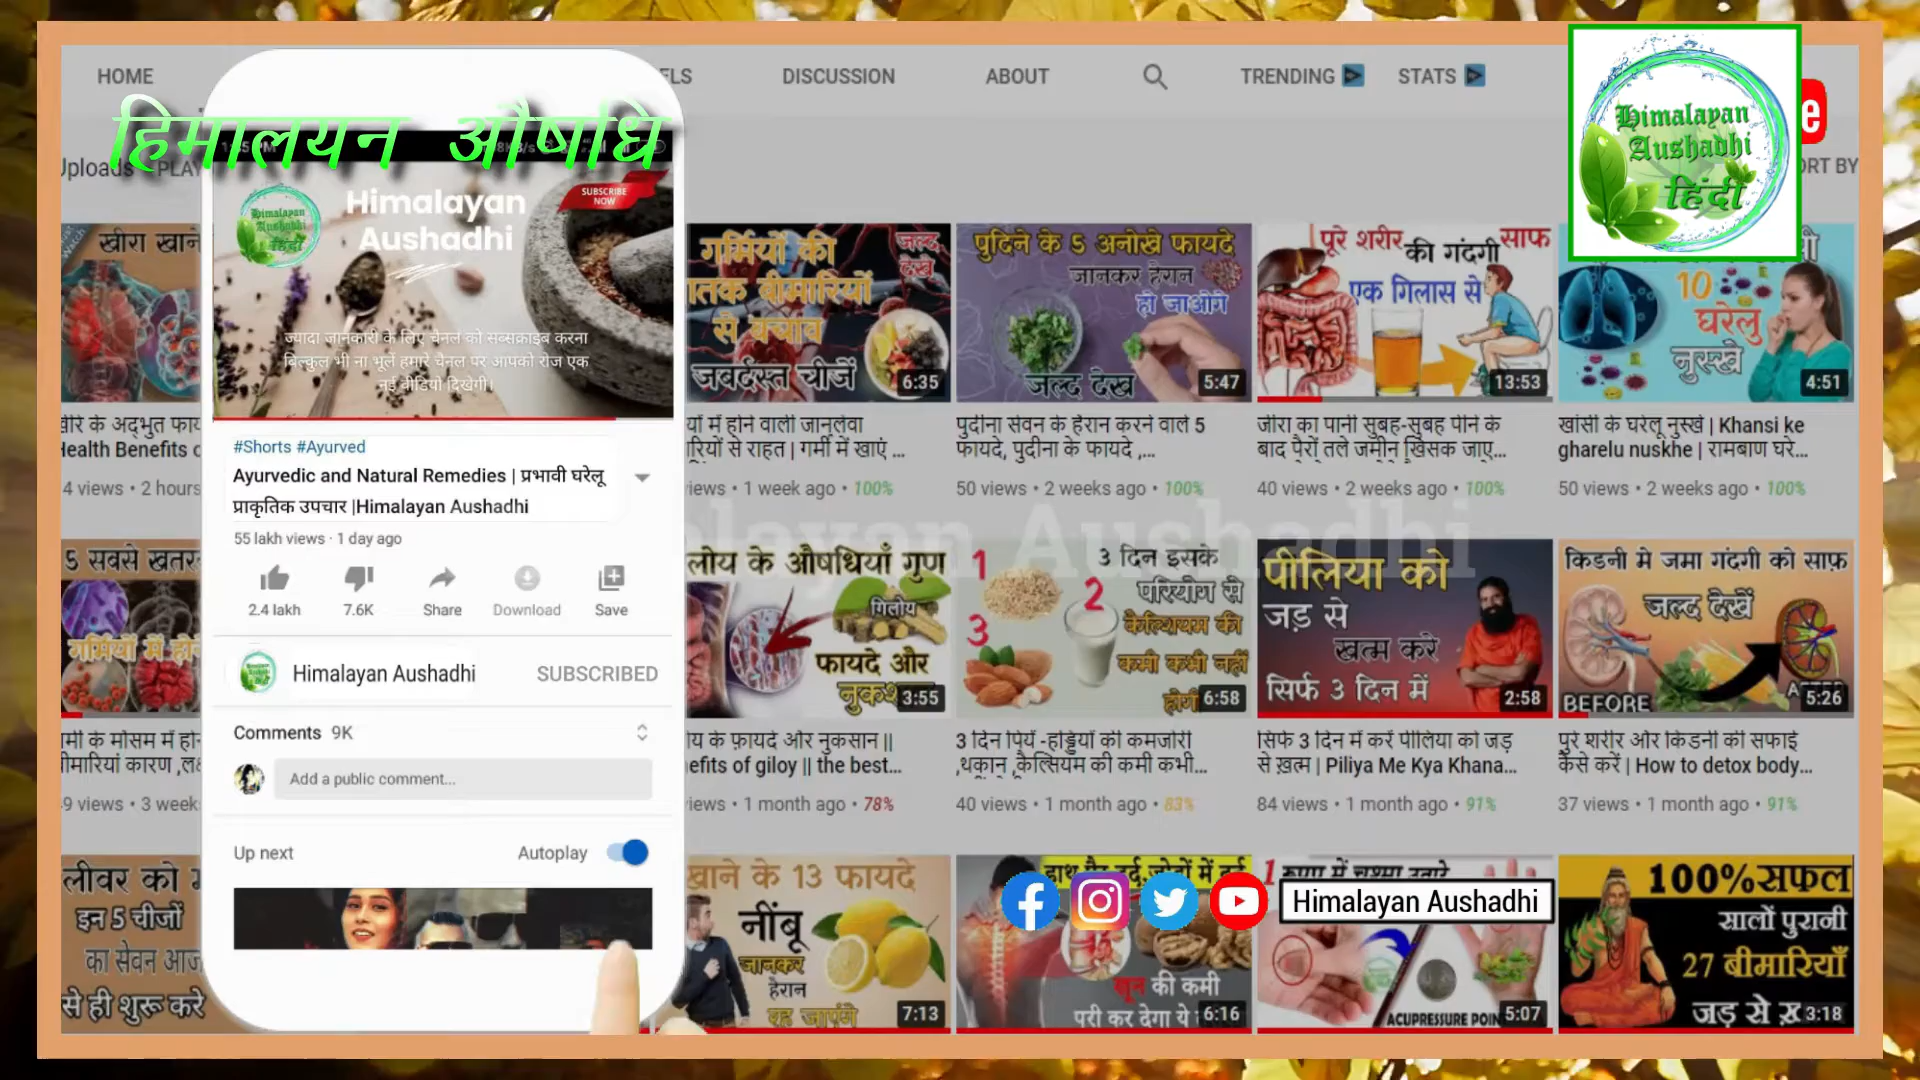 HOME
DISCUSSION
ABOUT
TRENDING
STATS
हिमालयन औषधि
Himalayan
Aushadhi
हिंदी
Himalayan
Aushadhi
SUBSCRIBE
NOW
ज्यादा जानकारी के लिए चैनल को सब्सक्राइब करना
बिल्कुल भी ना भूलें हमारे चैनल पर आपको रोज एक
नई वीडियो दिखेगी।
#Shorts #Ayurved
Ayurvedic and Natural Remedies | प्रभावी घरेलू
प्राकृतिक उपचार |Himalayan Aushadhi
55 lakh views · 1 day ago
2.4 lakh
7.6K
Share
Download
Save
Himalayan Aushadhi
SUBSCRIBED
Comments 9K
Add a public comment...
Up next
Autoplay
खीरा खाने
गर्मियों की
से बचाव
जबर्दस्त चीजें
6:35
पुदिने के 5 अनोखे फायदे
जानकर हैरान
हो जाओगे
जल्द देख
5:47
पूरे शरीर की गंदगी साफ
एक गिलास से
13:53
10
घरेलु
नुस्खे
4:51
1 week ago • 100%
पुदीना सेवन के हैरान करने वाले 5
फायदे, पुदीना के फायदे ,...
50 views • 2 weeks ago • 100%
जीरा का पानी सुबह-सुबह पीने के
बाद पैरों तले जमीन खिसक जाए...
40 views • 2 weeks ago • 100%
खांसी के घरेलू नुस्खे | Khansi ke
gharelu nuskhe | रामबाण घरे...
50 views • 2 weeks ago • 100%
5 सबसे
के औषधियाँ गुण
गिलोय
फायदे और
3:55
1
2
3
3 दिन इसके
परियोग से
कैल्शियम की
कमी कभी नहीं
होगी
6:58
पीलिया को
जड़ से
खत्म करे
सिर्फ 3 दिन में
2:58
किडनी मे जमा गंदगी को साफ़
जल्द देखें
BEFORE
5:26
के फ़ायदे और नुकसान ||
of giloy || the best...
1 month ago • 78%
3 दिन पियें -हड्डियों की कमजोरी
,थकान ,कैल्सियम की कमी कभी...
40 views • 1 month ago • 83%
सिर्फ 3 दिन में करें पीलिया को जड़
से ख़त्म | Piliya Me Kya Khana...
84 views • 1 month ago • 91%
पुरे शरीर और किडनी की सफाई
कैसे करें | How to detox body...
37 views • 1 month ago • 91%
लीवर को
इन 5 चीजों
का सेवन आज
से ही शुरू करे
खाने के 13 फायदे
नींबू
जानकर
हैरान
रह जाएंगे
7:13
खून की कमी
6:16
ACUPRESSURE
5:07
Himalayan Aushadhi
100%सफल
सालों पुरानी
27 बीमारियाँ
जड़ से
3:18